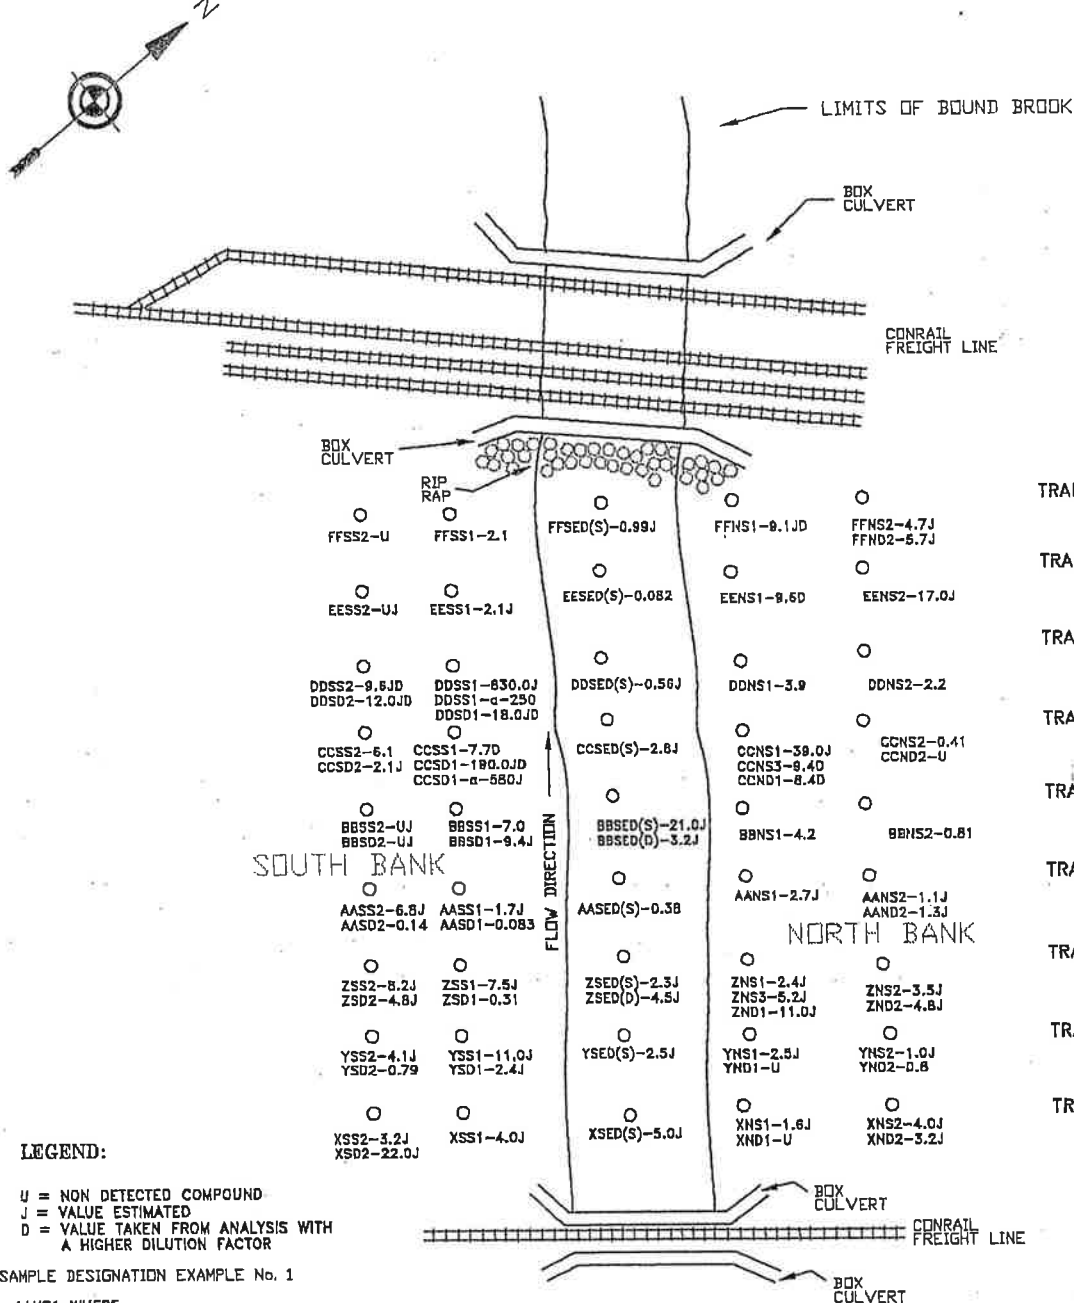 N
LIMITS OF BOUND BROOK
BOX
CULVERT
CONRAIL
FREIGHT LINE
BOX
CULVERT
RIP
RAP
FFSS2-U
FFSS1-2.1
FFSED(S)-0.99J
FFNS1-9.1JD
FFNS2-4.7J
FFND2-5.7J
EESS2-UJ
EESS1-2.1J
EESED(S)-0.082
EENS1-9.6D
EENS2-17.0J
DDSS2-9.6JD
DDSD2-12.0JD
DDSS1-830.0J
DDSS1-a-250
DDSD1-18.0JD
DDSED(S)-0.56J
DDNS1-3.9
DDNS2-2.2
CCSS2-6.1
CCSD2-2.1J
CCSS1-7.7D
CCSD1-190.0JD
CCSD1-a-580J
CCSED(S)-2.8J
CCNS1-39.0J
CCNS3-9.4D
CCND1-8.4D
CCNS2-0.41
CCND2-U
BBSS2-UJ
BBSD2-UJ
BBSS1-7.0
BBSD1-9.4J
BBSED(S)-21.0J
BBSED(D)-3.2J
BBNS1-4.2
BBNS2-0.81
SOUTH BANK
FLOW DIRECTION
AASS2-6.8J
AASD2-0.14
AASS1-1.7J
AASD1-0.083
AASED(S)-0.38
AANS1-2.7J
AANS2-1.1J
AAND2-1.3J
NORTH BANK
ZSS2-8.2J
ZSD2-4.8J
ZSS1-7.5J
ZSD1-0.31
ZSED(S)-2.3J
ZSED(D)-4.5J
ZNS1-2.4J
ZNS3-5.2J
ZND1-11.0J
ZNS2-3.5J
ZND2-4.8J
YSS2-4.1J
YSD2-0.79
YSS1-11.0J
YSD1-2.4J
YSED(S)-2.5J
YNS1-2.5J
YND1-U
YNS2-1.0J
YND2-0.8
XSS2-3.2J
XSD2-22.0J
XSS1-4.0J
XSED(S)-5.0J
XNS1-1.6J
XND1-U
XNS2-4.0J
XND2-3.2J
TRA
TRA
TRA
TRA
TRA
TRA
TRA
TR
LEGEND:
U = NON DETECTED COMPOUND
J = VALUE ESTIMATED
D = VALUE TAKEN FROM ANALYSIS WITH
A HIGHER DILUTION FACTOR
BOX
CULVERT
CONRAIL
FREIGHT LINE
BOX
CULVERT
SAMPLE DESIGNATION EXAMPLE No. 1